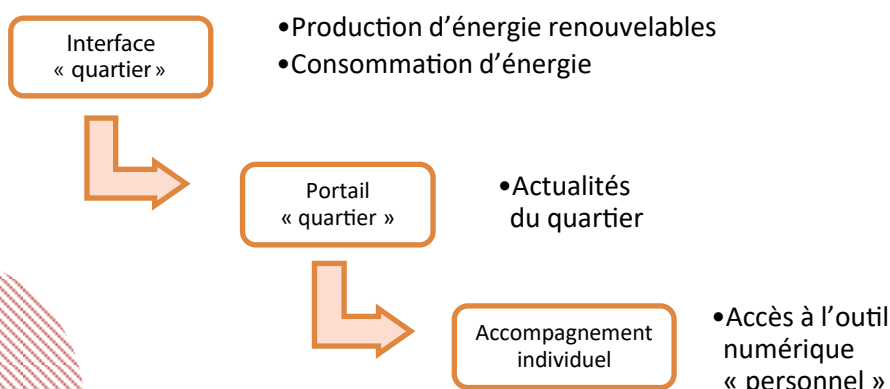 Interface
« quartier »
•Production d’énergie renouvelables
•Consommation d’énergie
Portail
« quartier »
•Actualités
du quartier
Accompagnement
individuel
•Accès à l’outil
numérique
« personnel »